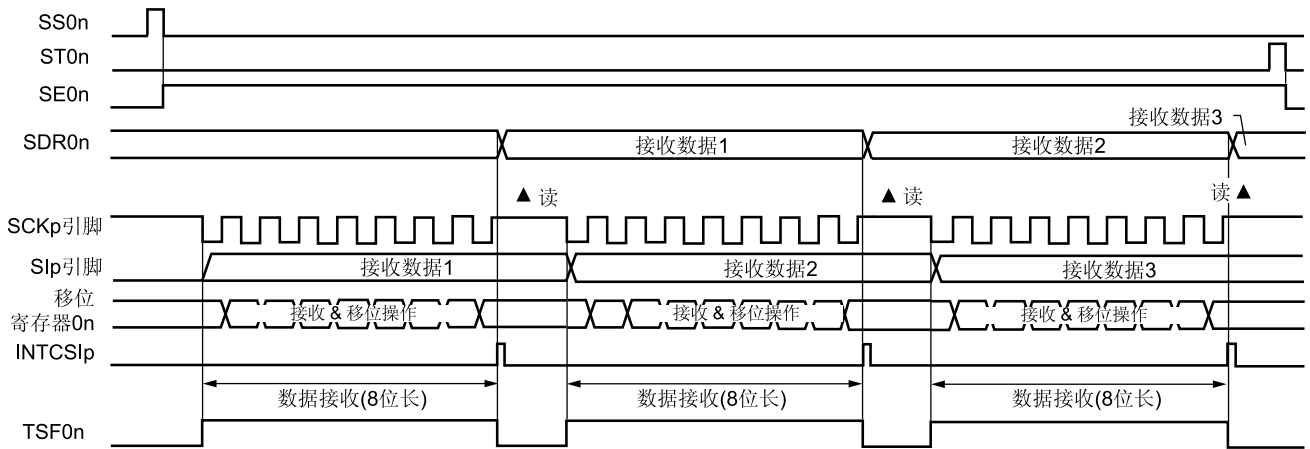 SS0n
ST0n
SE0n
接收数据3
SDR0n
接收数据1
接收数据2
▲ 读
▲ 读
读 ▲
SCKp引脚
SIp引脚
接收数据1
接收数据2
接收数据3
移位
寄存器0n
接收 & 移位操作
接收 & 移位操作
接收 & 移位操作
INTCSIp
数据接收(8位长)
数据接收(8位长)
数据接收(8位长)
TSF0n